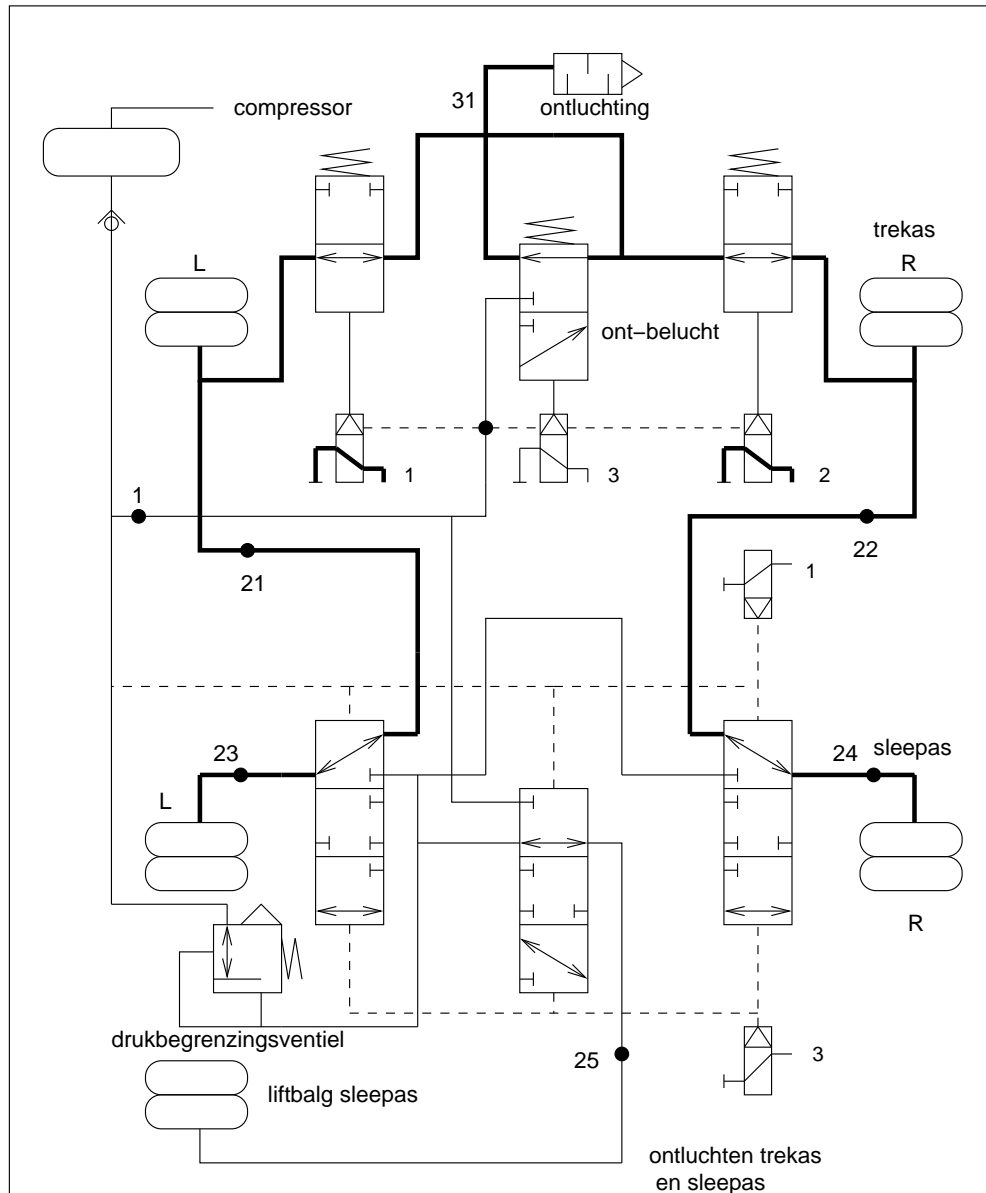 compressor
31
ontluchting
trekas
L
R
ont–belucht
1
3
2
1
21
22
1
23
24
sleepas
L
R
drukbegrenzingsventiel
25
3
liftbalg sleepas
ontluchten trekas
en sleepas